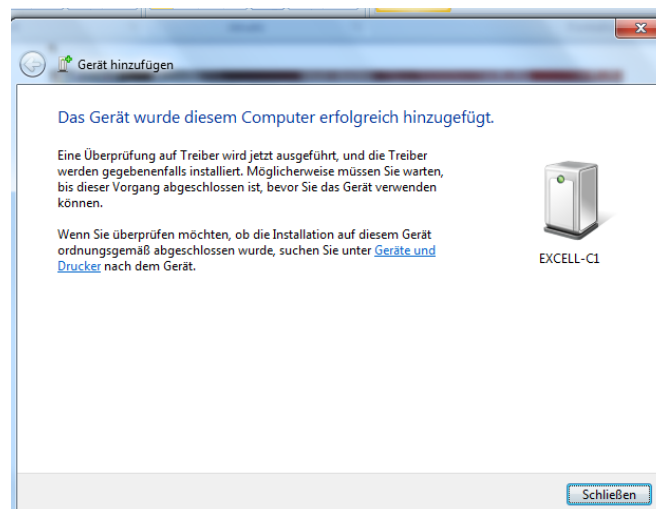 Gerät hinzufügen
Das Gerät wurde diesem Computer erfolgreich hinzugefügt.
Eine Überprüfung auf Treiber wird jetzt ausgeführt, und die Treiber
werden gegebenenfalls installiert. Möglicherweise müssen Sie warten,
bis dieser Vorgang abgeschlossen ist, bevor Sie das Gerät verwenden
können.
Wenn Sie überprüfen möchten, ob die Installation auf diesem Gerät
ordnungsgemäß abgeschlossen wurde, suchen Sie unter Geräte und
Drucker nach dem Gerät.
EXCELL-C1
Schließen